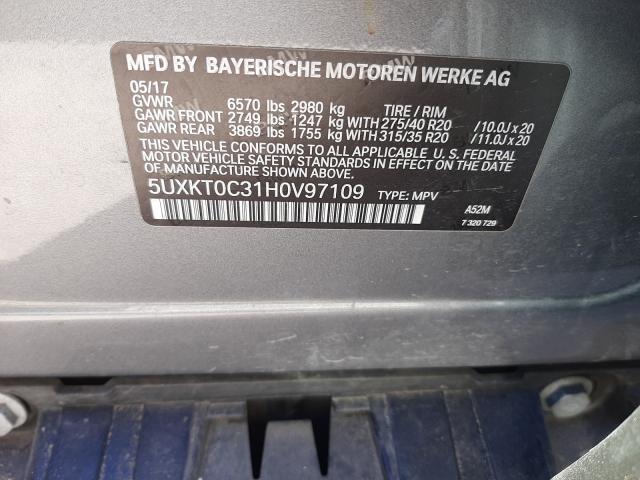 MFD BY BAYERISCHE MOTOREN WERKE AG
05/17
GVWR 6570 lbs 2980 kg TIRE / RIM
GAWR FRONT 2749 lbs 1247 kg WITH 275/40 R20 /10.0J x 20
GAWR REAR 3869 lbs 1755 kg WITH 315/35 R20 /11.0J x 20
THIS VEHICLE CONFORMS TO ALL APPLICABLE U. S. FEDERAL
MOTOR VEHICLE SAFETY STANDARDS IN EFFECT ON THE DATE
OF MANUFACTURE SHOWN ABOVE.
5UXKT0C31H0V97109 TYPE: MPV
A52M
7 320 729